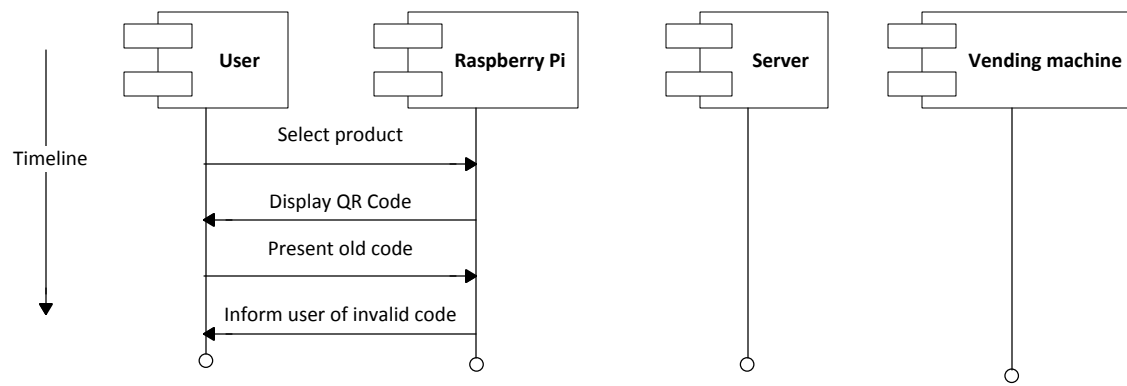 User
Raspberry Pi
Server
Vending machine
Timeline
Select product
Display QR Code
Present old code
Inform user of invalid code